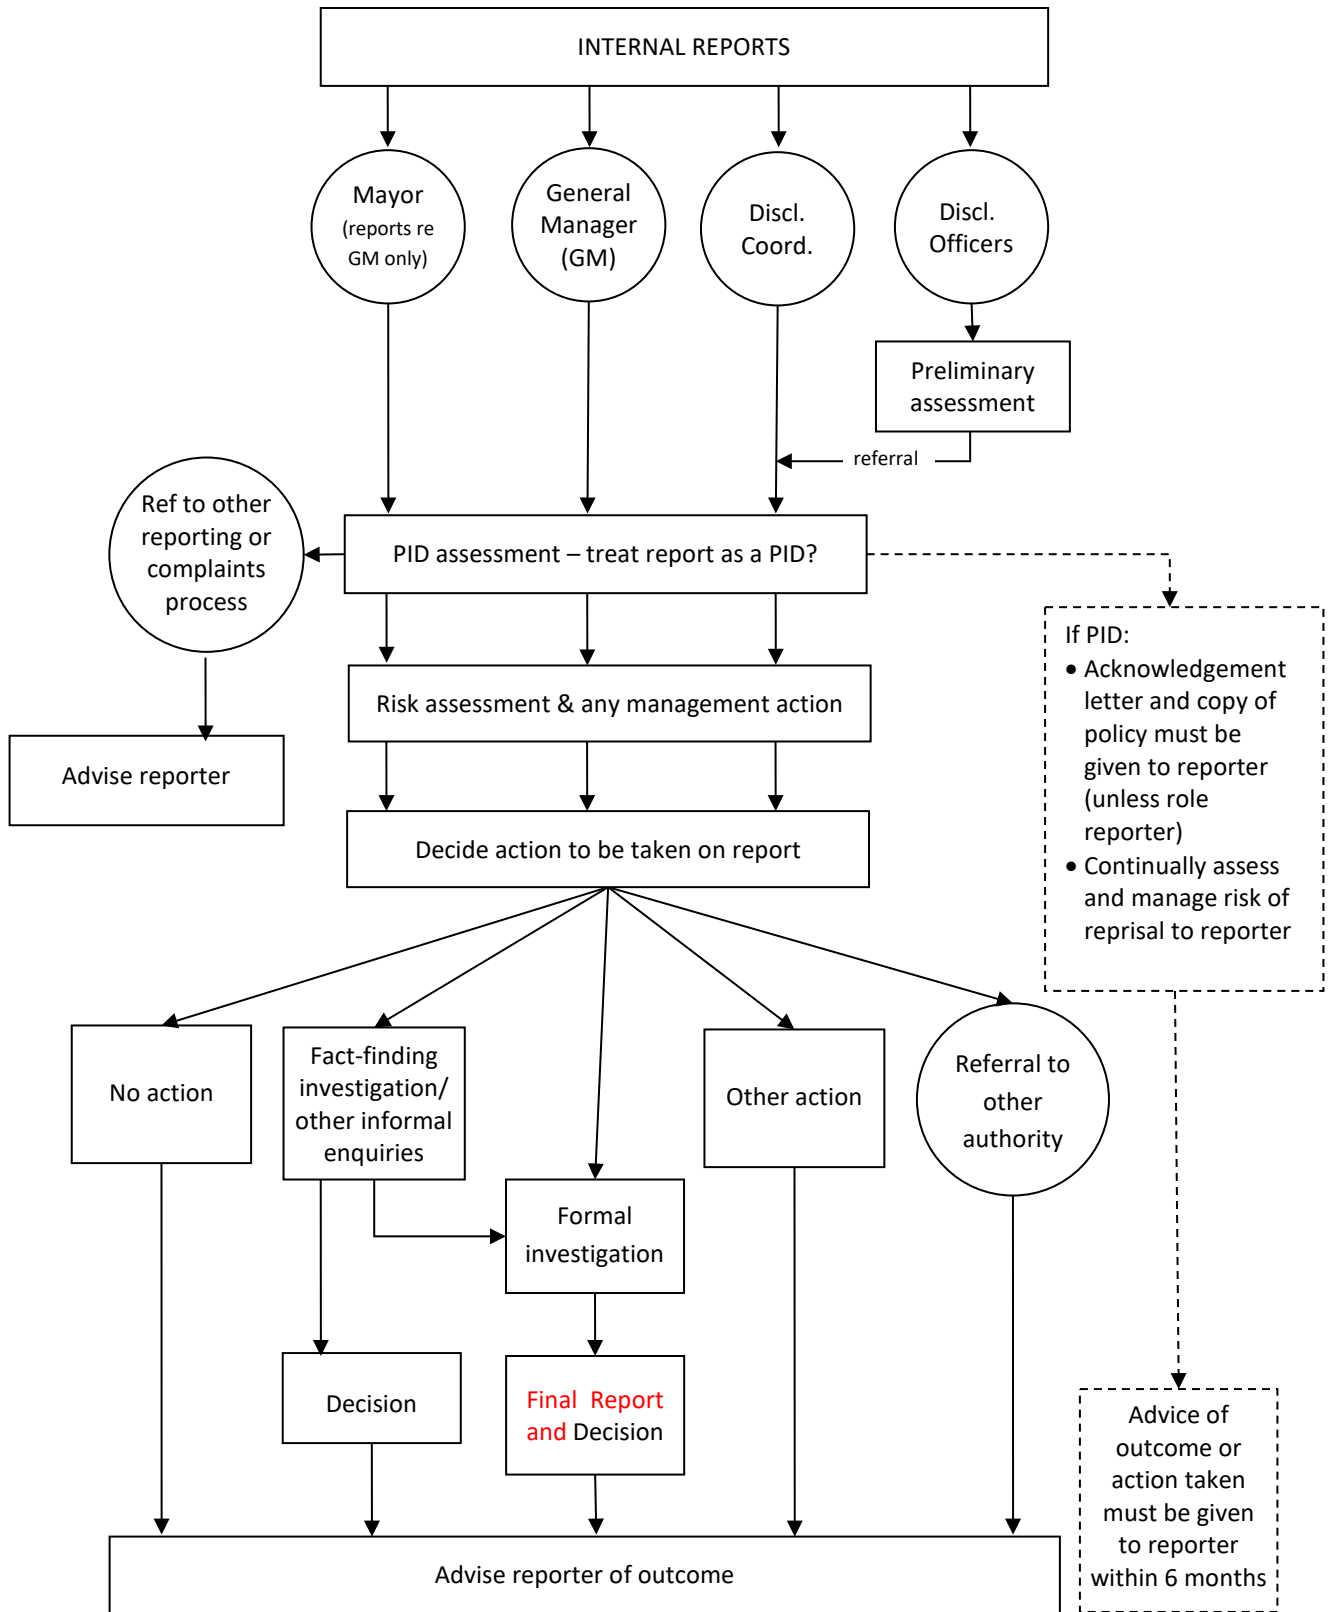 INTERNAL REPORTS
Mayor
(reports re
GM only)
General
Manager
(GM)
Discl.
Coord.
Discl.
Officers
Preliminary
assessment
referral
Ref to other
reporting or
complaints
process
PID assessment – treat report as a PID?
If PID:
• Acknowledgement
letter and copy of
policy must be
given to reporter
(unless role
reporter)
• Continually assess
and manage risk of
reprisal to reporter
Risk assessment & any management action
Advise reporter
Decide action to be taken on report
No action
Fact-finding
investigation/
other informal
enquiries
Other action
Referral to
other
authority
Formal
investigation
Decision
Final Report
and Decision
Advice of
outcome or
action taken
must be given
to reporter
within 6 months
Advise reporter of outcome